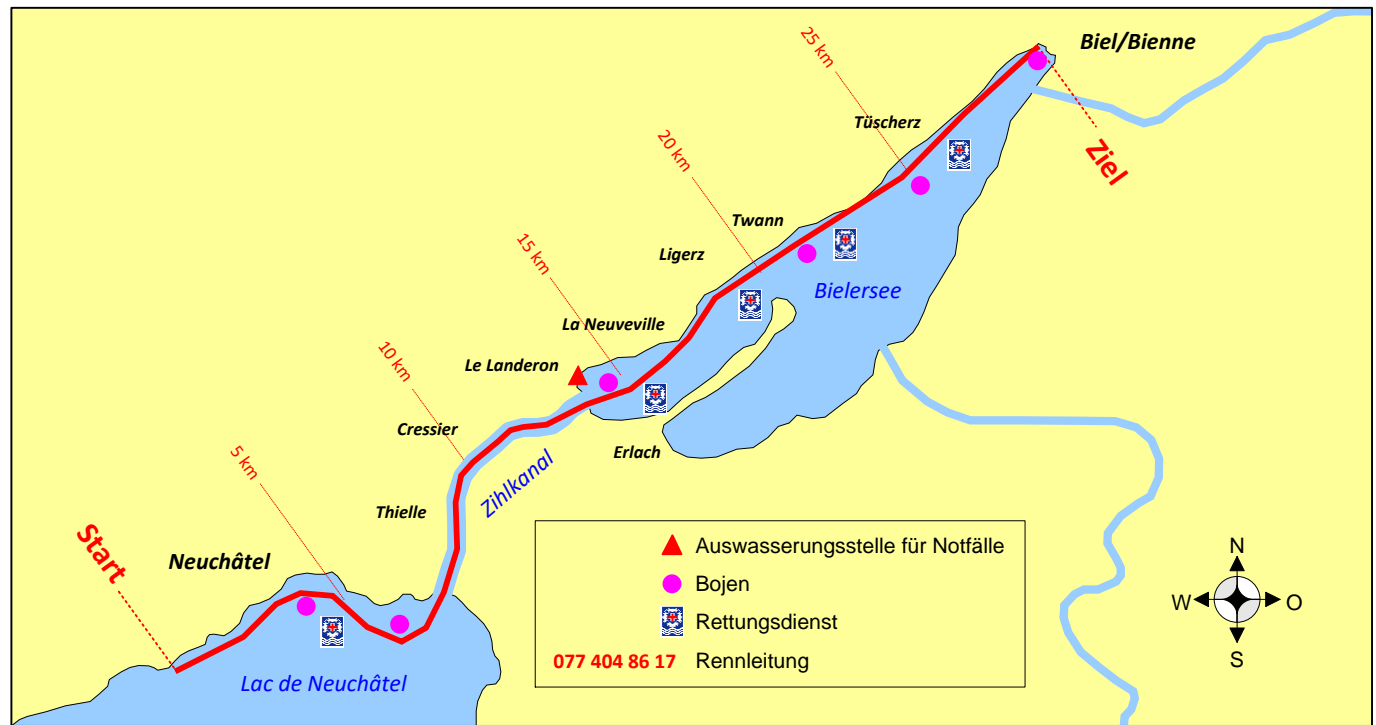 Biel/Bienne
25 km
Tüscherz
Ziel
20 km
Twann
Ligerz
15 km
Bielersee
La Neuveville
10 km
Le Landeron
Cressier
Erlach
5 km
Zihlkanal
Thielle
Start
Neuchâtel
Lac de Neuchâtel
Auswasserungsstelle für Notfälle
Bojen
Rettungsdienst
077 404 86 17 Rennleitung
N
W O
S